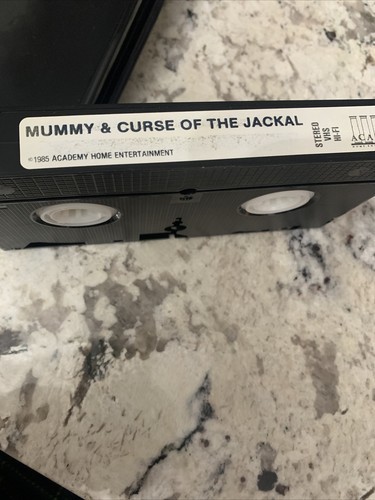 MUMMY & CURSE OF THE JACKAL
©1985 ACADEMY HOME ENTERTAINMENT
STEREO
VHS
HI-FI